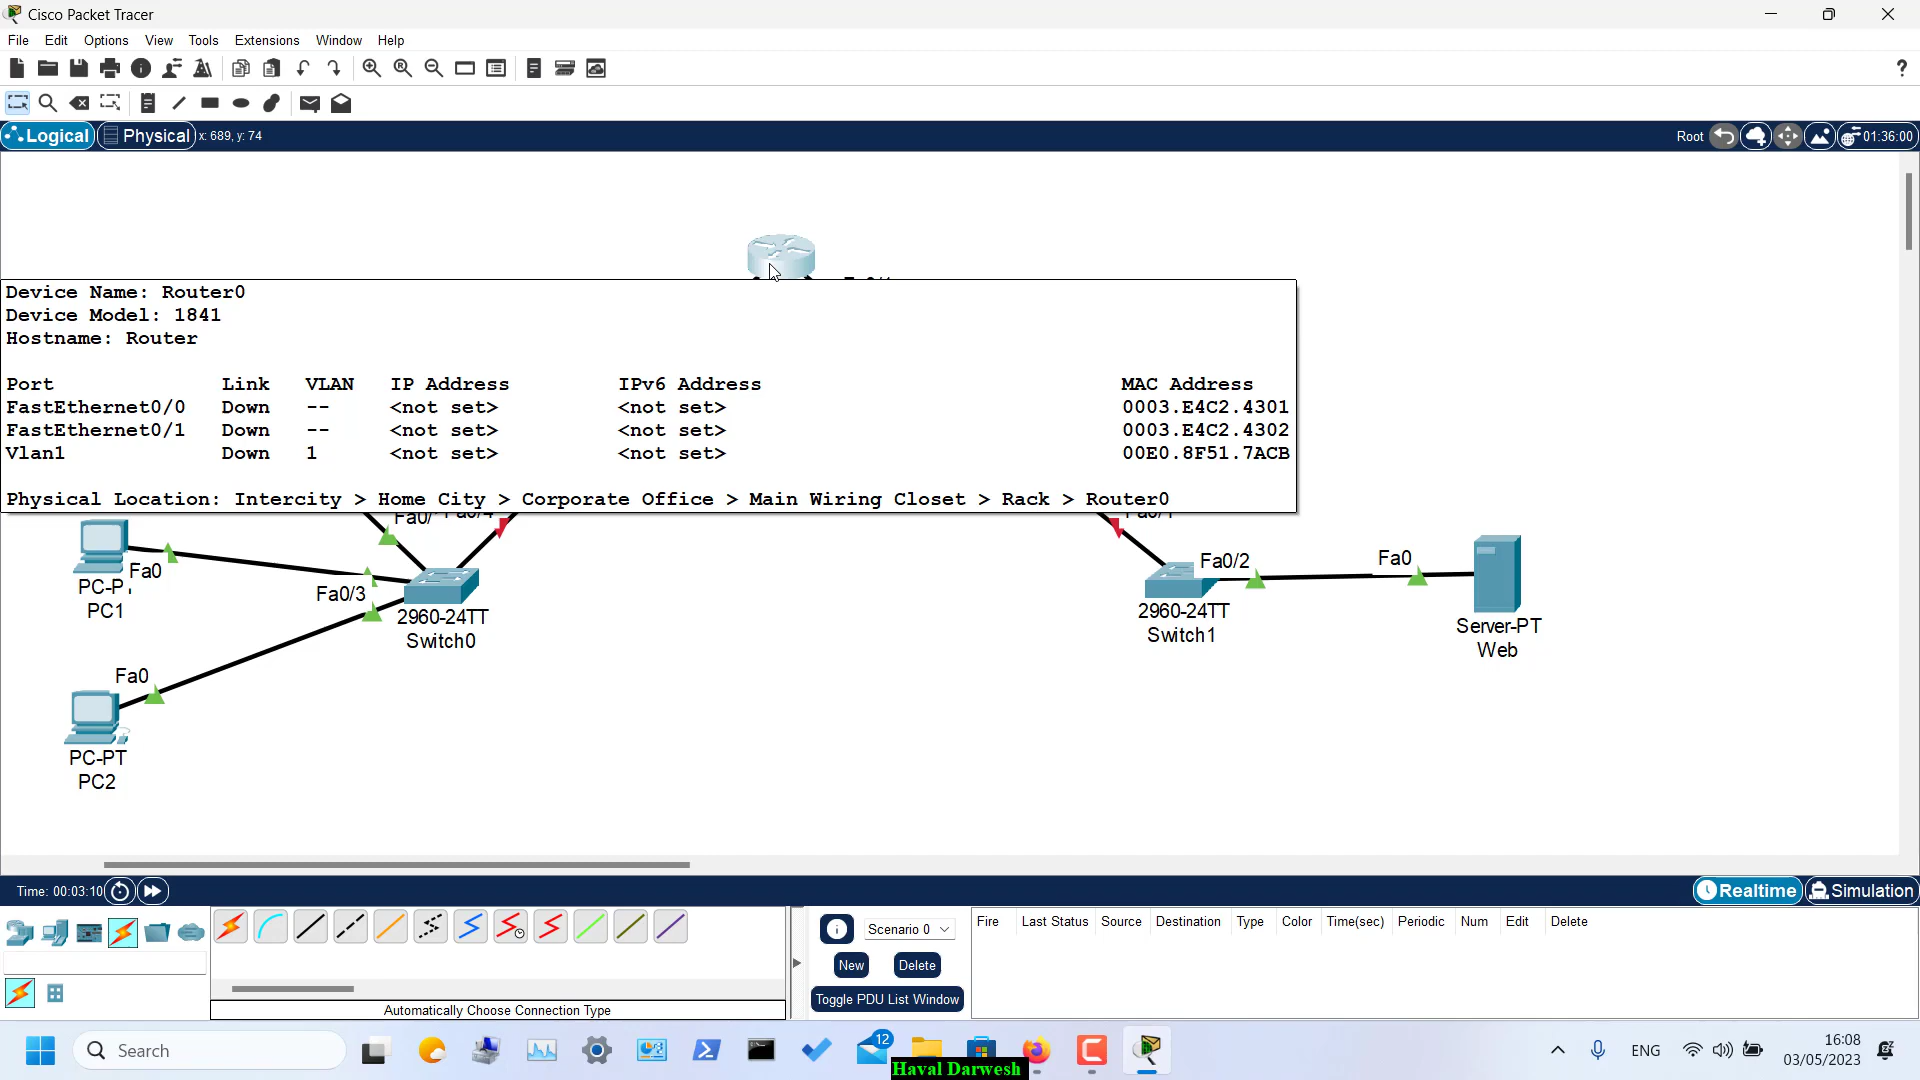 Cisco Packet Tracer
File Edit Options View Tools Extensions Window Help
?
Logical Physical x: 689, y: 74 Root 01:36:00
Device Name: Router0
Device Model: 1841
Hostname: Router
Port Link VLAN IP Address IPv6 Address MAC Address
FastEthernet0/0 Down -- <not set> <not set> 0003.E4C2.4301
FastEthernet0/1 Down -- <not set> <not set> 0003.E4C2.4302
Vlan1 Down 1 <not set> <not set> 00E0.8F51.7ACB
Physical Location: Intercity > Home City > Corporate Office > Main Wiring Closet > Rack > Router0
Fa0/4
Fa0
PC1
Fa0/3
2960-24TT
Switch0
Fa0/2
2960-24TT
Switch1
Fa0
Server-PT
Web
Fa0
PC-PT
PC2
Time: 00:03:10 Realtime Simulation
Scenario 0
New Delete
Toggle PDU List Window
Fire Last Status Source Destination Type Color Time(sec) Periodic Num Edit Delete
Automatically Choose Connection Type
Search
12
Haval Darwesh
ENG
16:08
03/05/2023